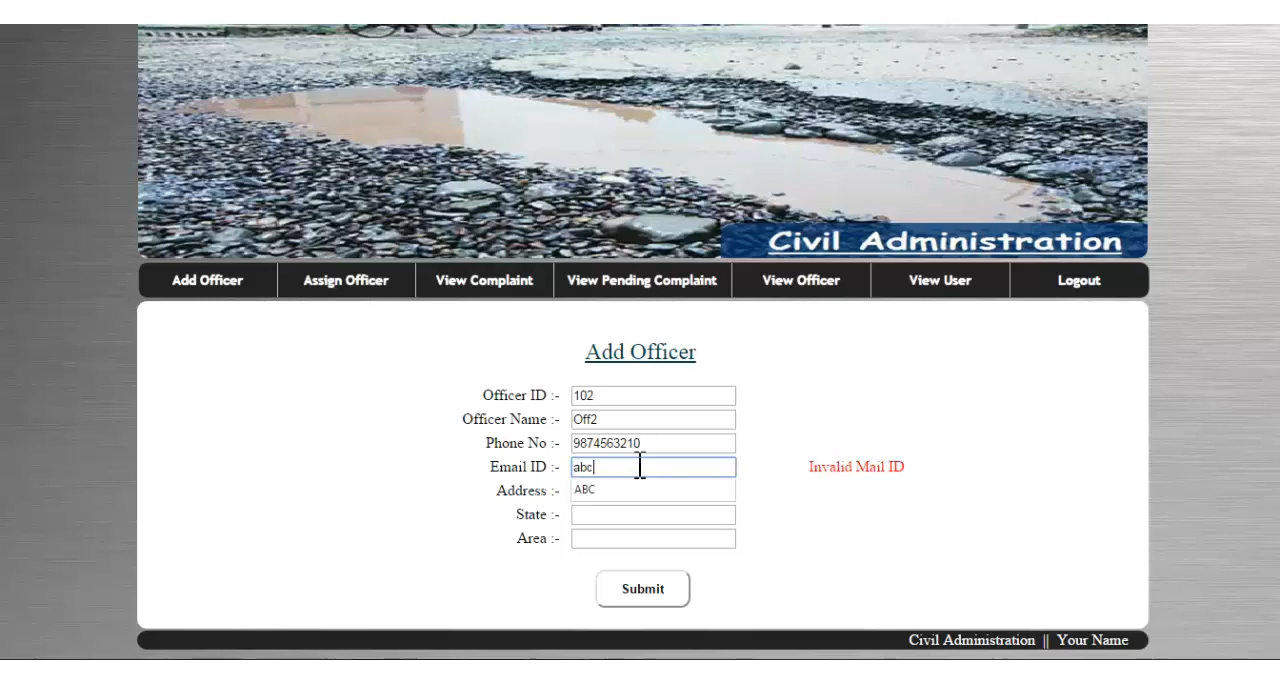 Civil Administration
Add Officer Assign Officer View Complaint View Pending Complaint View Officer View User Logout
Add Officer
Officer ID :- 102
Officer Name :- Off2
Phone No :- 9874563210
Email ID :- abc Invalid Mail ID
Address :- ABC
State :-
Area :-
Submit
Civil Administration || Your Name